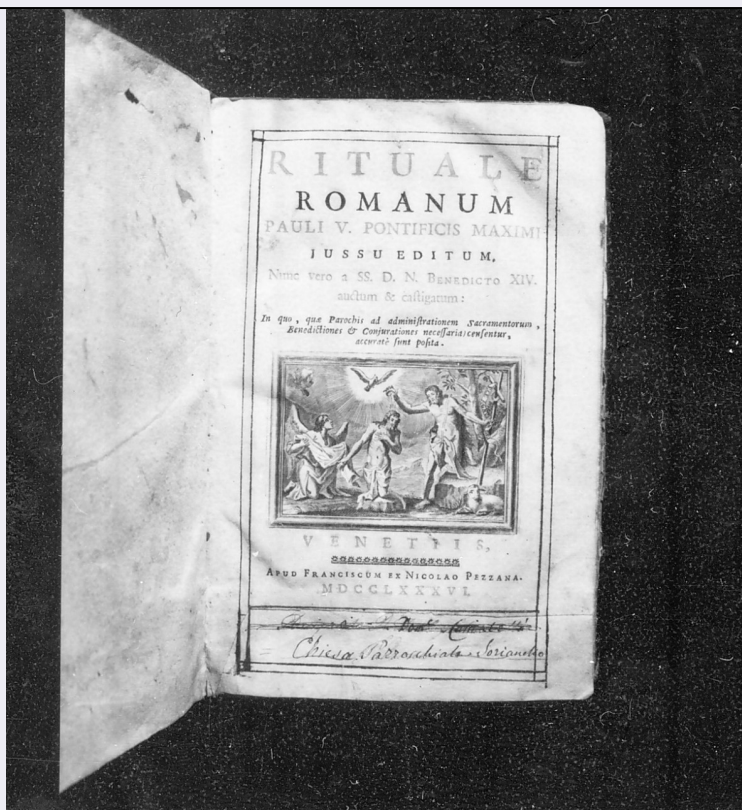 RITUALE
ROMANUM
PAULI V. PONTIFICIS MAXIMI
JUSSU EDITUM,
Nunc vero a SS. D. N. BENEDICTO XIV.
auctum & castigatum:
In quo, quæ Parochis ad administrationem Sacramentorum,
Benedictiones & Conjurationes necessaria censentur,
accuratè sunt posita.
VENETIIS,
APUD FRANCISCUM EX NICOLAO PEZZANA.
MDCCLXXXVI.
Chiesa Parrochiale Sorianello